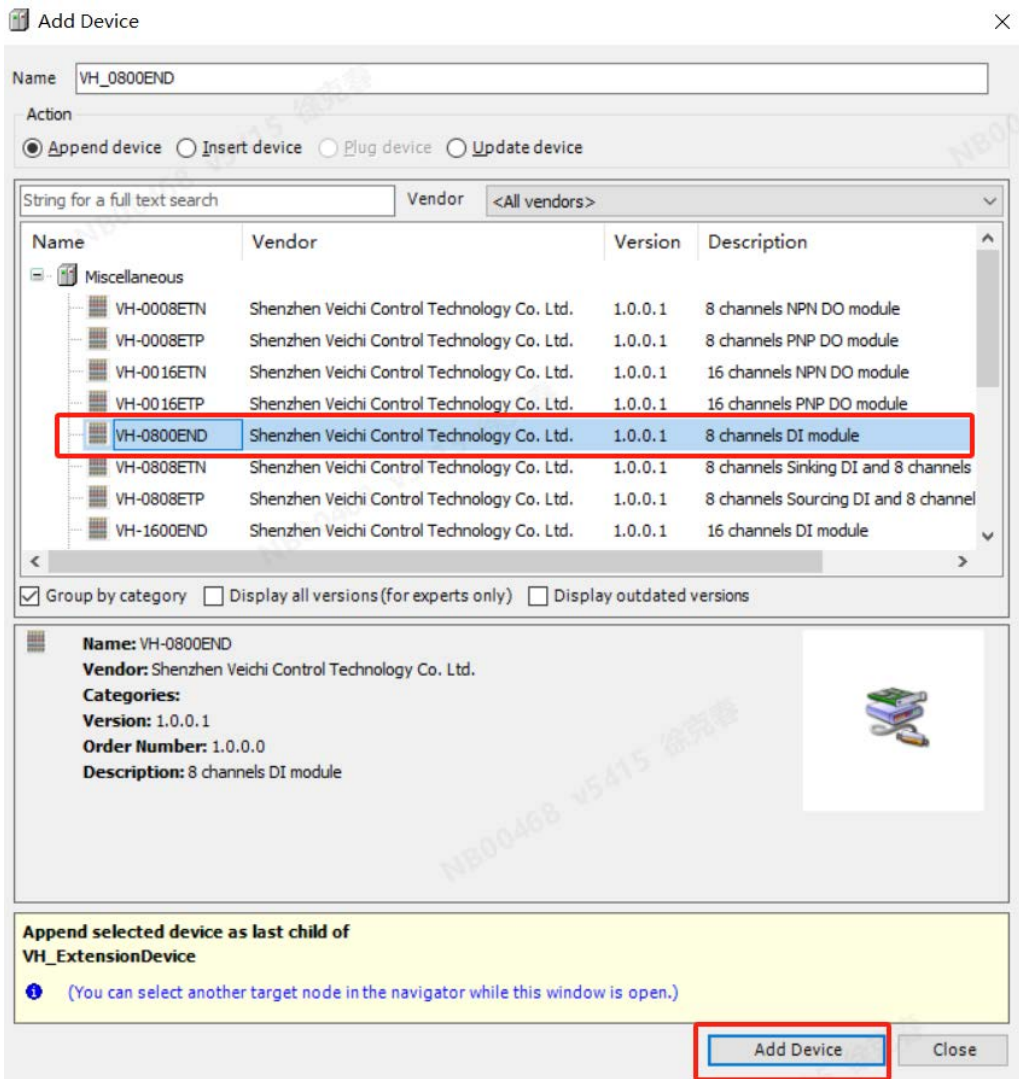 Add Device
Name VH_0800END
Action
Append device Insert device Plug device Update device
String for a full text search Vendor <All vendors>
Name Vendor Version Description
Miscellaneous
VH-0008ETN Shenzhen Veichi Control Technology Co. Ltd. 1.0.0.1 8 channels NPN DO module
VH-0008ETP Shenzhen Veichi Control Technology Co. Ltd. 1.0.0.1 8 channels PNP DO module
VH-0016ETN Shenzhen Veichi Control Technology Co. Ltd. 1.0.0.1 16 channels NPN DO module
VH-0016ETP Shenzhen Veichi Control Technology Co. Ltd. 1.0.0.1 16 channels PNP DO module
VH-0800END Shenzhen Veichi Control Technology Co. Ltd. 1.0.0.1 8 channels DI module
VH-0808ETN Shenzhen Veichi Control Technology Co. Ltd. 1.0.0.1 8 channels Sinking DI and 8 channels
VH-0808ETP Shenzhen Veichi Control Technology Co. Ltd. 1.0.0.1 8 channels Sourcing DI and 8 channel
VH-1600END Shenzhen Veichi Control Technology Co. Ltd. 1.0.0.1 16 channels DI module
Group by category Display all versions(for experts only) Display outdated versions
Name: VH-0800END
Vendor: Shenzhen Veichi Control Technology Co. Ltd.
Categories:
Version: 1.0.0.1
Order Number: 1.0.0.0
Description: 8 channels DI module
NB00468 v5415 徐克春
Append selected device as last child of
VH_ExtensionDevice
(You can select another target node in the navigator while this window is open.)
Add Device Close